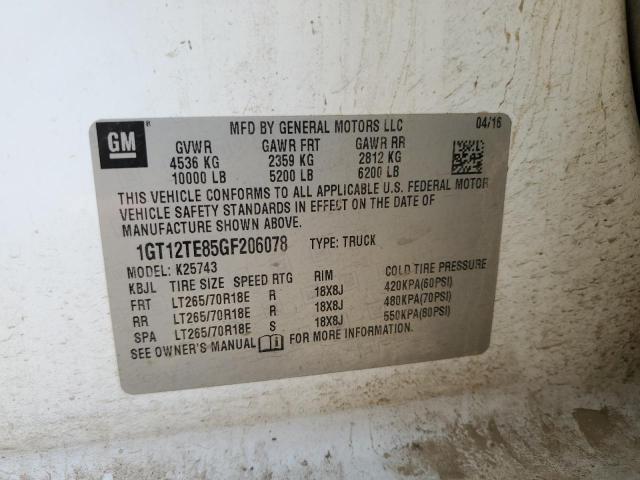 GM ®
MFD BY GENERAL MOTORS LLC 04/16
GVWR GAWR FRT GAWR RR
4536 KG 2359 KG 2812 KG
10000 LB 5200 LB 6200 LB
THIS VEHICLE CONFORMS TO ALL APPLICABLE U.S. FEDERAL MOTOR
VEHICLE SAFETY STANDARDS IN EFFECT ON THE DATE OF
MANUFACTURE SHOWN ABOVE.
1GT12TE85GF206078 TYPE: TRUCK
MODEL: K25743
KBJL TIRE SIZE SPEED RTG RIM COLD TIRE PRESSURE
FRT LT265/70R18E R 18X8J 420KPA(60PSI)
RR LT265/70R18E R 18X8J 480KPA(70PSI)
SPA LT265/70R18E S 18X8J 550KPA(80PSI)
SEE OWNER'S MANUAL FOR MORE INFORMATION.